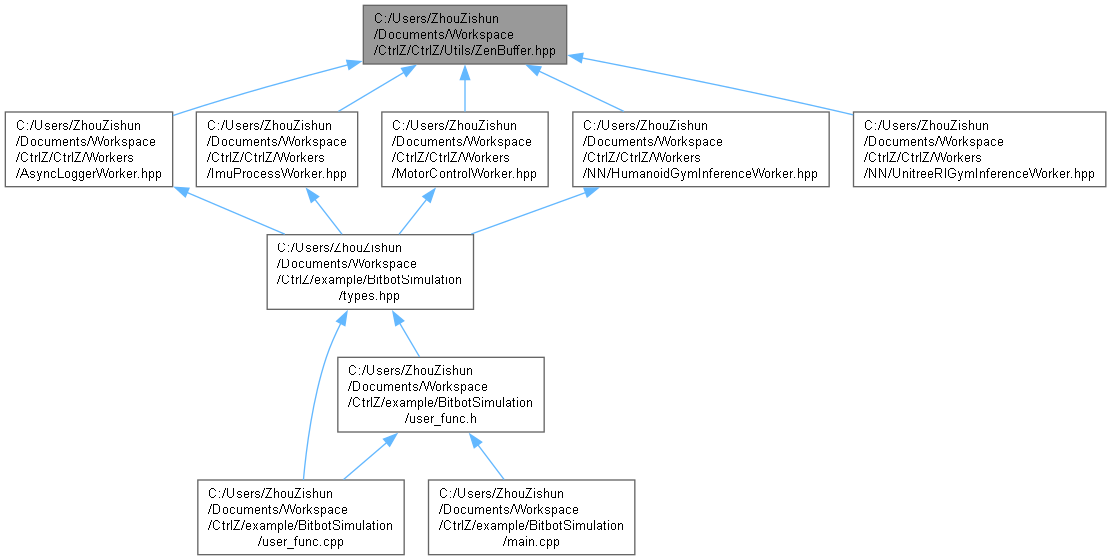 C:/Users/ZhouZishun
/Documents/Workspace
/CtrlZ/CtrlZ/Utils/ZenBuffer.hpp
C:/Users/ZhouZishun
/Documents/Workspace
/CtrlZ/CtrlZ/Workers
/AsyncLoggerWorker.hpp
C:/Users/ZhouZishun
/Documents/Workspace
/CtrlZ/CtrlZ/Workers
/ImuProcessWorker.hpp
C:/Users/ZhouZishun
/Documents/Workspace
/CtrlZ/CtrlZ/Workers
/MotorControlWorker.hpp
C:/Users/ZhouZishun
/Documents/Workspace
/CtrlZ/CtrlZ/Workers
/NN/HumanoidGymInferenceWorker.hpp
C:/Users/ZhouZishun
/Documents/Workspace
/CtrlZ/CtrlZ/Workers
/NN/UnitreeRlGymInferenceWorker.hpp
C:/Users/ZhouZishun
/Documents/Workspace
/CtrlZ/example/BitbotSimulation
/types.hpp
C:/Users/ZhouZishun
/Documents/Workspace
/CtrlZ/example/BitbotSimulation
/user_func.h
C:/Users/ZhouZishun
/Documents/Workspace
/CtrlZ/example/BitbotSimulation
/user_func.cpp
C:/Users/ZhouZishun
/Documents/Workspace
/CtrlZ/example/BitbotSimulation
/main.cpp